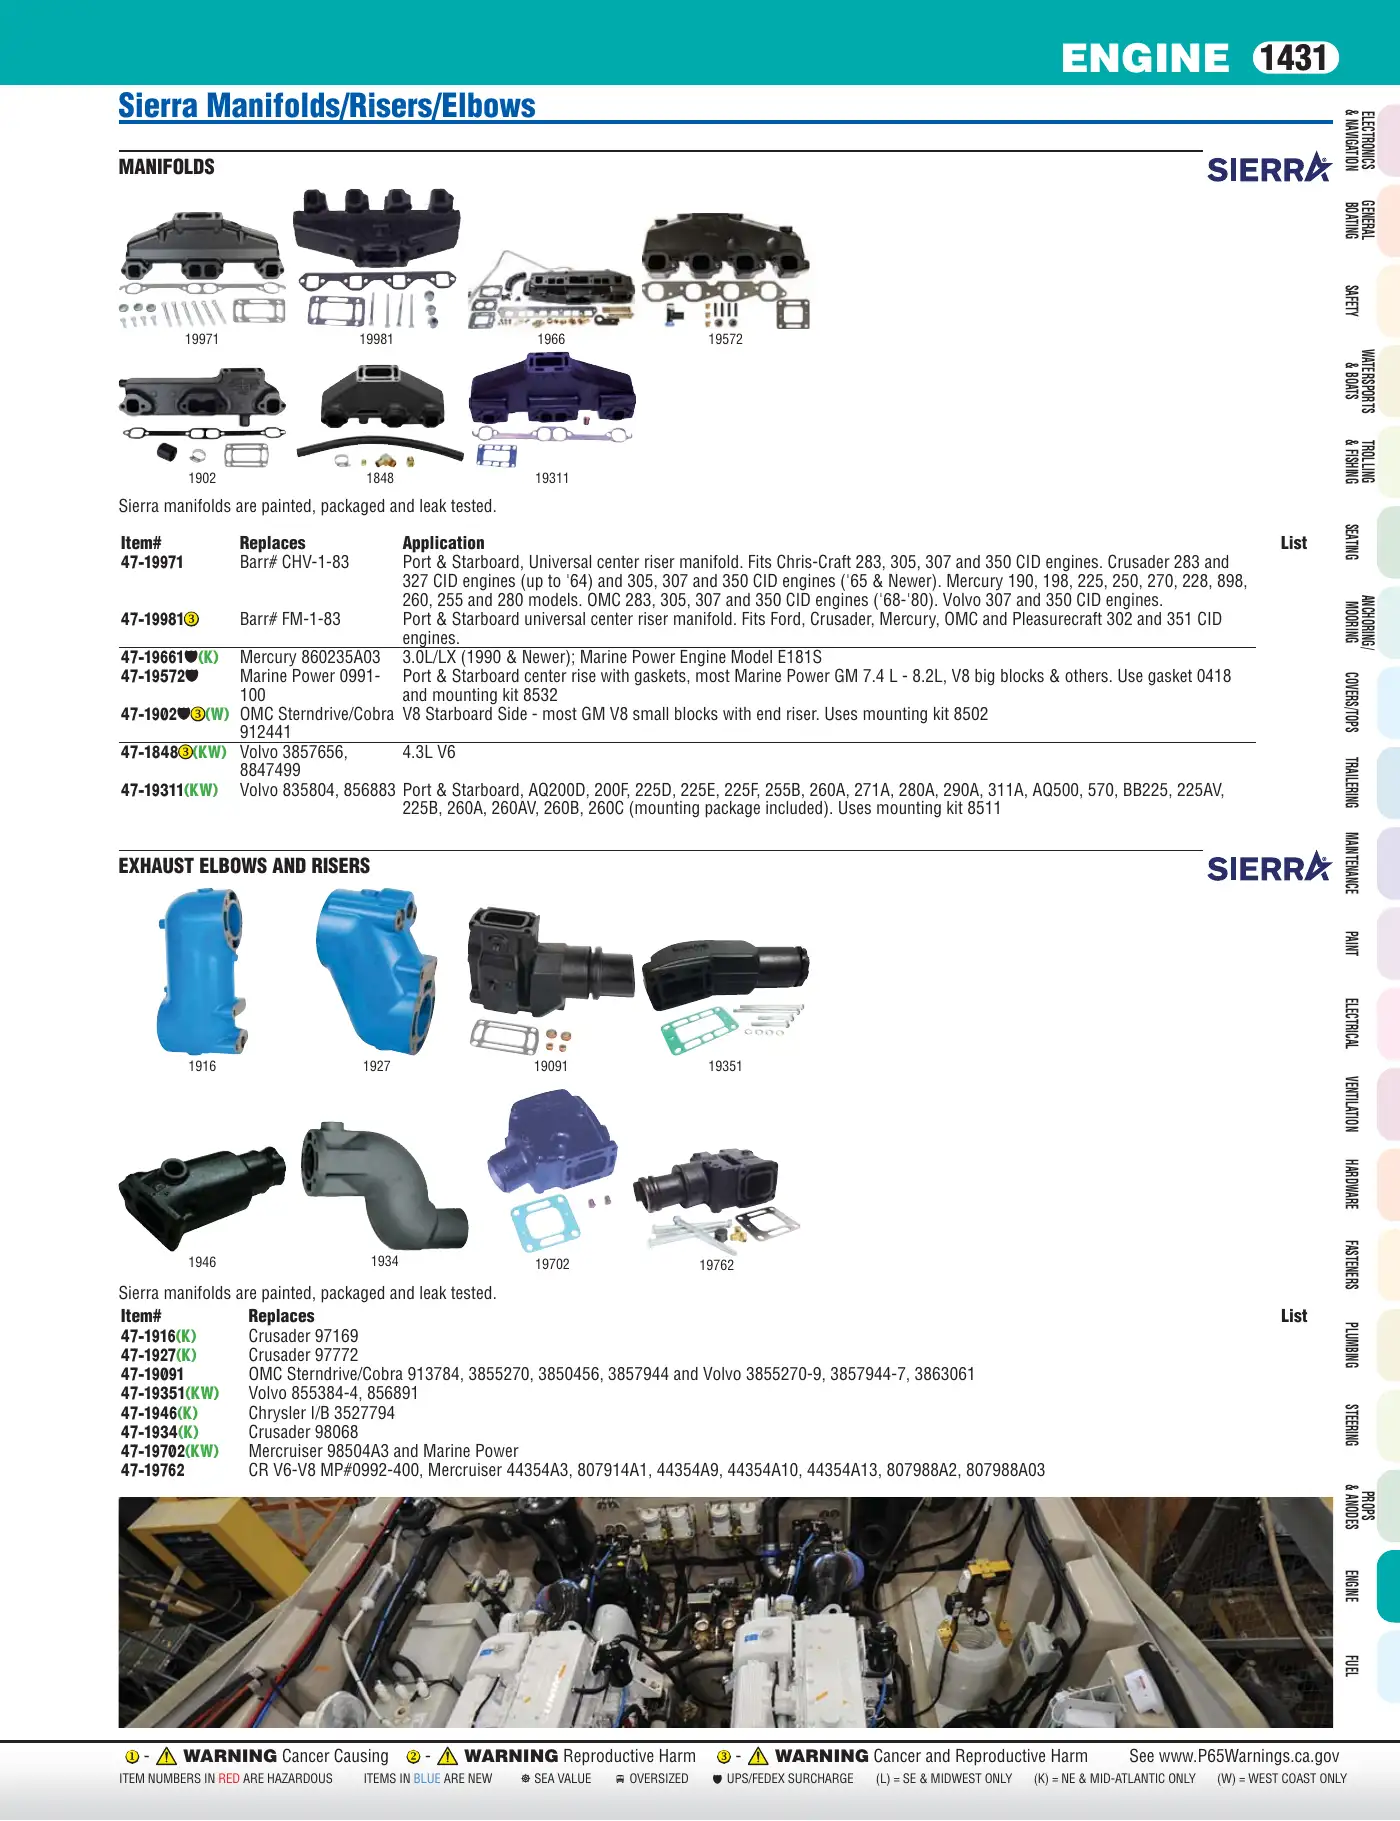 ENGINE 1431
Sierra Manifolds/Risers/Elbows
MANIFOLDS
SIERRA
19971
19981
1966
19572
1902
1848
19311
Sierra manifolds are painted, packaged and leak tested.
Item# Replaces Application List
47-19971 Barr# CHV-1-83 Port & Starboard, Universal center riser manifold. Fits Chris-Craft 283, 305, 307 and 350 CID engines. Crusader 283 and
327 CID engines (up to '64) and 305, 307 and 350 CID engines ('65 & Newer). Mercury 190, 198, 225, 250, 270, 228, 898,
260, 255 and 280 models. OMC 283, 305, 307 and 350 CID engines ('68-'80). Volvo 307 and 350 CID engines.
47-19981 3 Barr# FM-1-83 Port & Starboard universal center riser manifold. Fits Ford, Crusader, Mercury, OMC and Pleasurecraft 302 and 351 CID
engines.
47-19661 (K) Mercury 860235A03 3.0L/LX (1990 & Newer); Marine Power Engine Model E181S
47-19572 Marine Power 0991- Port & Starboard center rise with gaskets, most Marine Power GM 7.4 L - 8.2L, V8 big blocks & others. Use gasket 0418
100 and mounting kit 8532
47-1902 3 (W) OMC Sterndrive/Cobra V8 Starboard Side - most GM V8 small blocks with end riser. Uses mounting kit 8502
912441
47-1848 3 (KW) Volvo 3857656, 4.3L V6
8847499
47-19311(KW) Volvo 835804, 856883 Port & Starboard, AQ200D, 200F, 225D, 225E, 225F, 255B, 260A, 271A, 280A, 290A, 311A, AQ500, 570, BB225, 225AV,
225B, 260A, 260AV, 260B, 260C (mounting package included). Uses mounting kit 8511
EXHAUST ELBOWS AND RISERS
SIERRA
1916
1927
19091
19351
1946
1934
19702
19762
Sierra manifolds are painted, packaged and leak tested.
Item# Replaces List
47-1916(K) Crusader 97169
47-1927(K) Crusader 97772
47-19091 OMC Sterndrive/Cobra 913784, 3855270, 3850456, 3857944 and Volvo 3855270-9, 3857944-7, 3863061
47-19351(KW) Volvo 855384-4, 856891
47-1946(K) Chrysler I/B 3527794
47-1934(K) Crusader 98068
47-19702(KW) Mercruiser 98504A3 and Marine Power
47-19762 CR V6-V8 MP#0992-400, Mercruiser 44354A3, 807914A1, 44354A9, 44354A10, 44354A13, 807988A2, 807988A03
ELECTRONICS
& NAVIGATION
GENERAL
BOATING
SAFETY
WATERSPORTS
& BOATS
TROLLING
& FISHING
SEATING
ANCHORING/
MOORING
COVERS/TOPS
TRAILERING
MAINTENANCE
PAINT
ELECTRICAL
VENTILATION
HARDWARE
FASTENERS
PLUMBING
STEERING
PROPS
& ANODES
ENGINE
FUEL
1 - WARNING Cancer Causing 2 - WARNING Reproductive Harm 3 - WARNING Cancer and Reproductive Harm See www.P65Warnings.ca.gov
ITEM NUMBERS IN RED ARE HAZARDOUS ITEMS IN BLUE ARE NEW SEA VALUE OVERSIZED UPS/FEDEX SURCHARGE (L) = SE & MIDWEST ONLY (K) = NE & MID-ATLANTIC ONLY (W) = WEST COAST ONLY